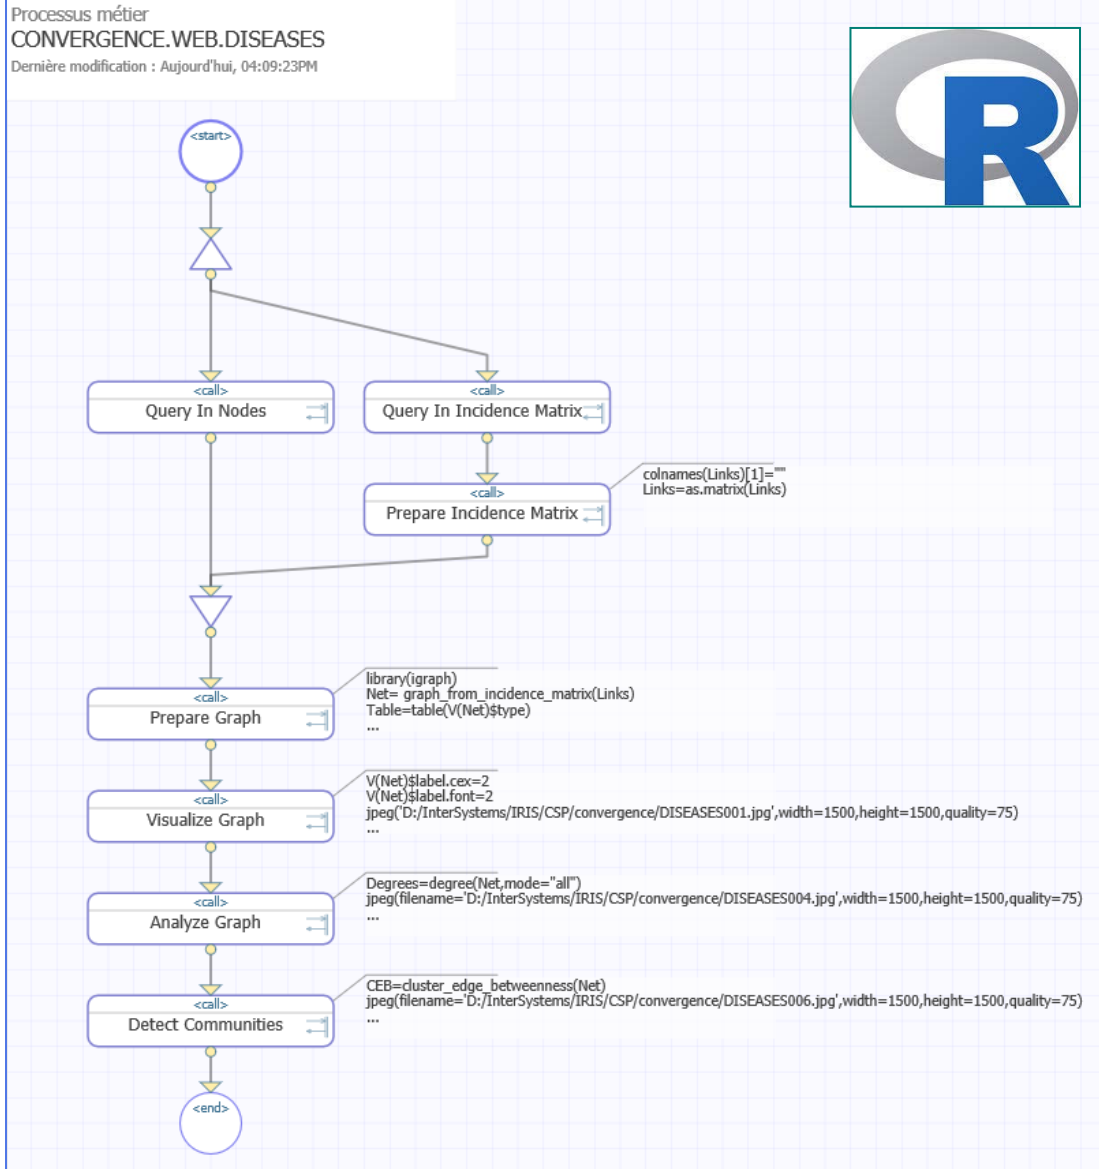 Processus métier
CONVERGENCE.WEB.DISEASES
Dernière modification : Aujourd'hui, 04:09:23PM
R
<start>
<call>
Query In Nodes
<call>
Query In Incidence Matrix
<call>
Prepare Incidence Matrix
colnames(Links)[1]=""
Links=as.matrix(Links)
<call>
Prepare Graph
library(igraph)
Net= graph_from_incidence_matrix(Links)
Table=table(V(Net)$type)
...
<call>
Visualize Graph
V(Net)$label.cex=2
V(Net)$label.font=2
jpeg('D:/InterSystems/IRIS/CSP/convergence/DISEASES001.jpg',width=1500,height=1500,quality=75)
...
<call>
Analyze Graph
Degrees=degree(Net,mode="all")
jpeg(filename='D:/InterSystems/IRIS/CSP/convergence/DISEASES004.jpg',width=1500,height=1500,quality=75)
...
<call>
Detect Communities
CEB=cluster_edge_betweenness(Net)
jpeg(filename='D:/InterSystems/IRIS/CSP/convergence/DISEASES006.jpg',width=1500,height=1500,quality=75)
...
<end>